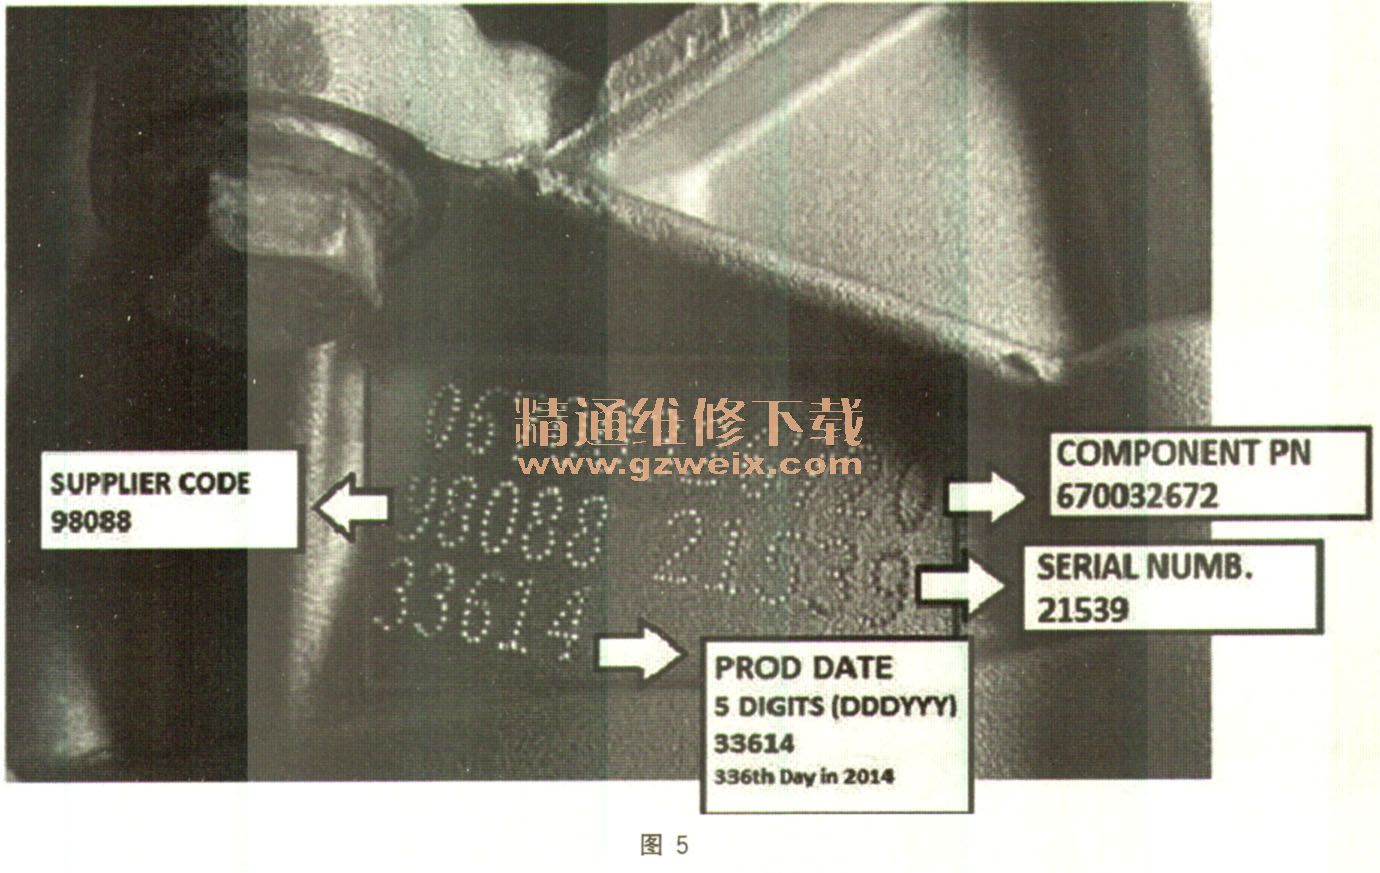 精通维修下载
www.gzweix.com
SUPPLIER CODE
98088
98088 21539
33614
COMPONENT PN
670032672
SERIAL NUMB.
21539
PROD DATE
5 DIGITS (DDDYYY)
33614
336th Day in 2014
图 5